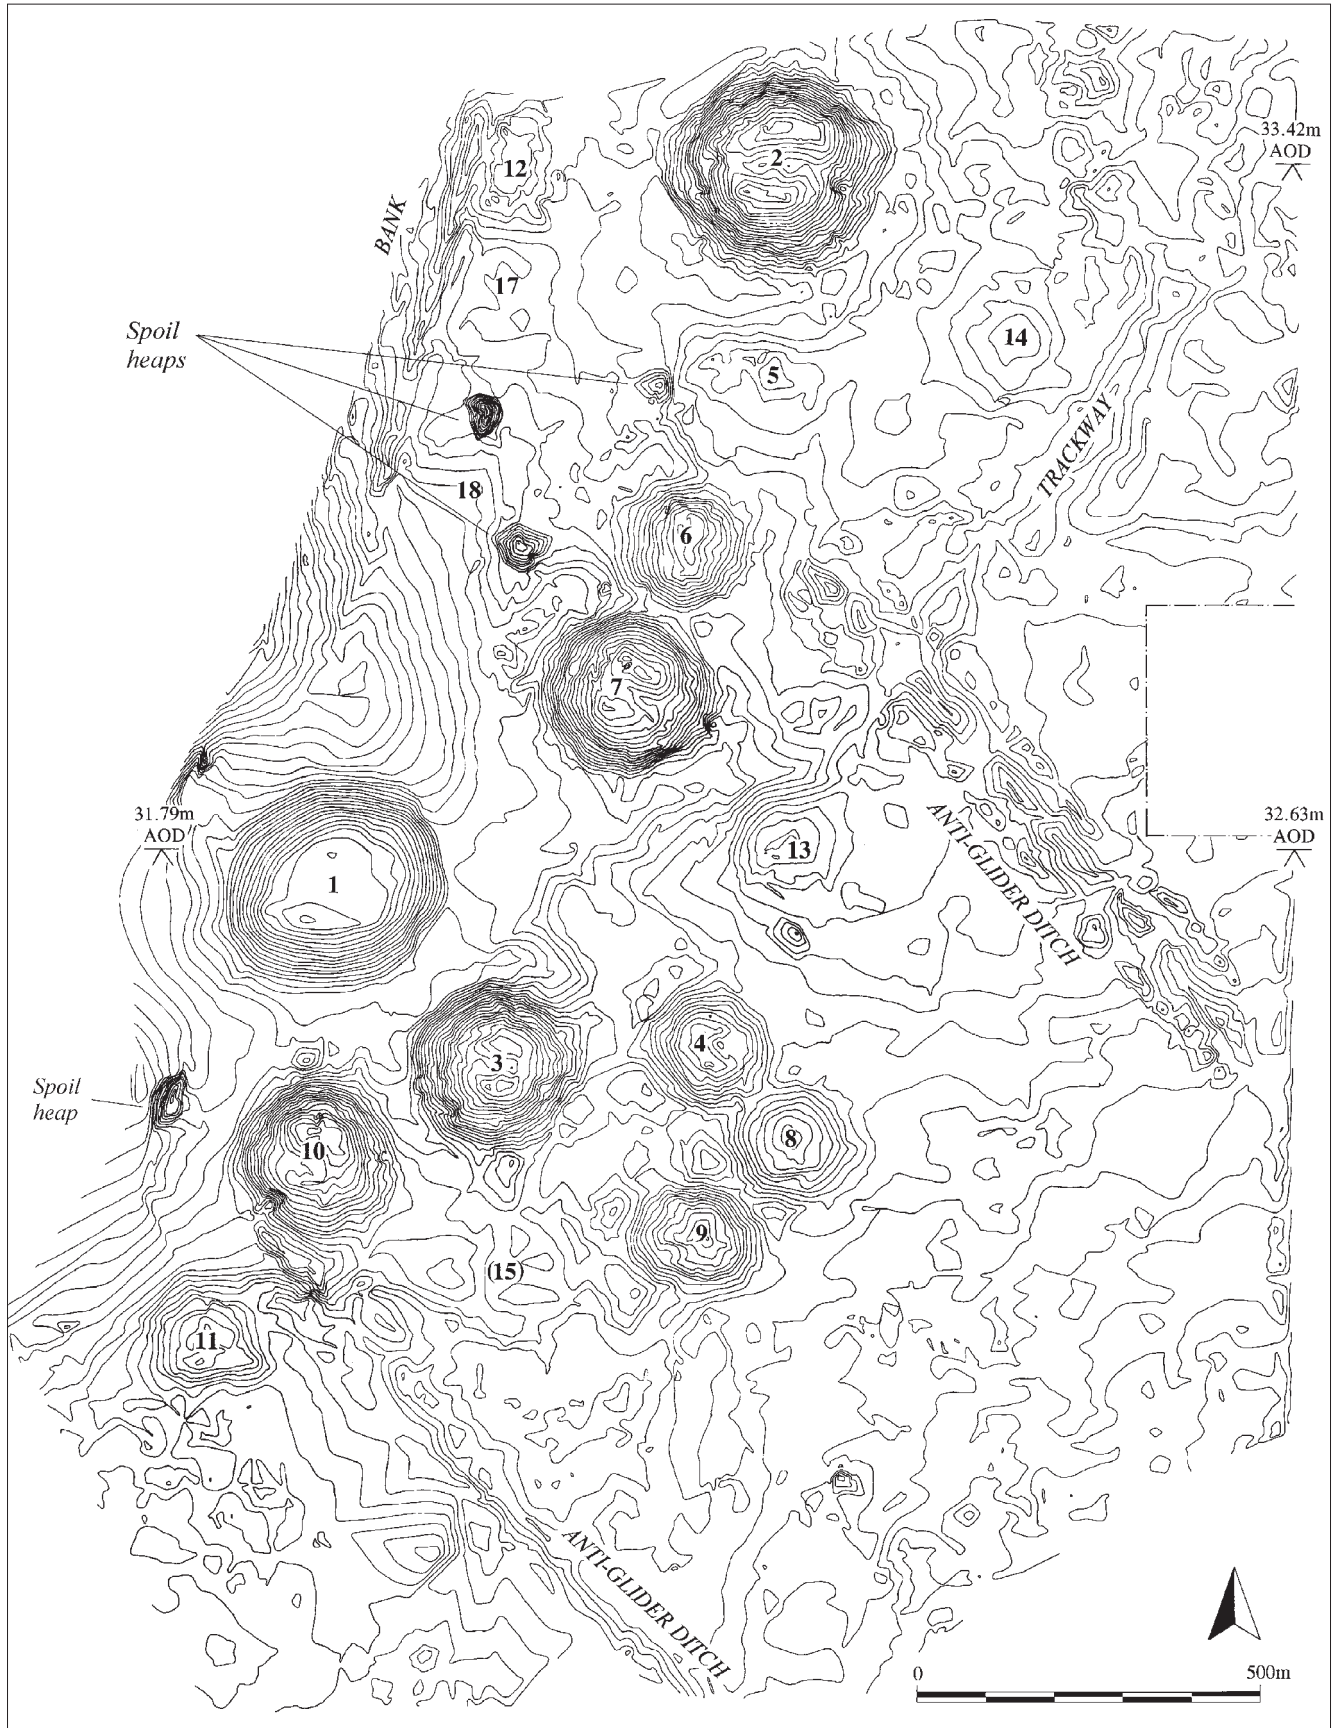 2
33.42m
AOD
12
BANK
17
Spoil
heaps
14
5
TRACKWAY
18
6
7
31.79m
AOD
32.63m
AOD
13
ANTI-GLIDER DITCH
1
4
3
Spoil
heap
8
10
9
(15)
11
ANTI-GLIDER DITCH
0 500m